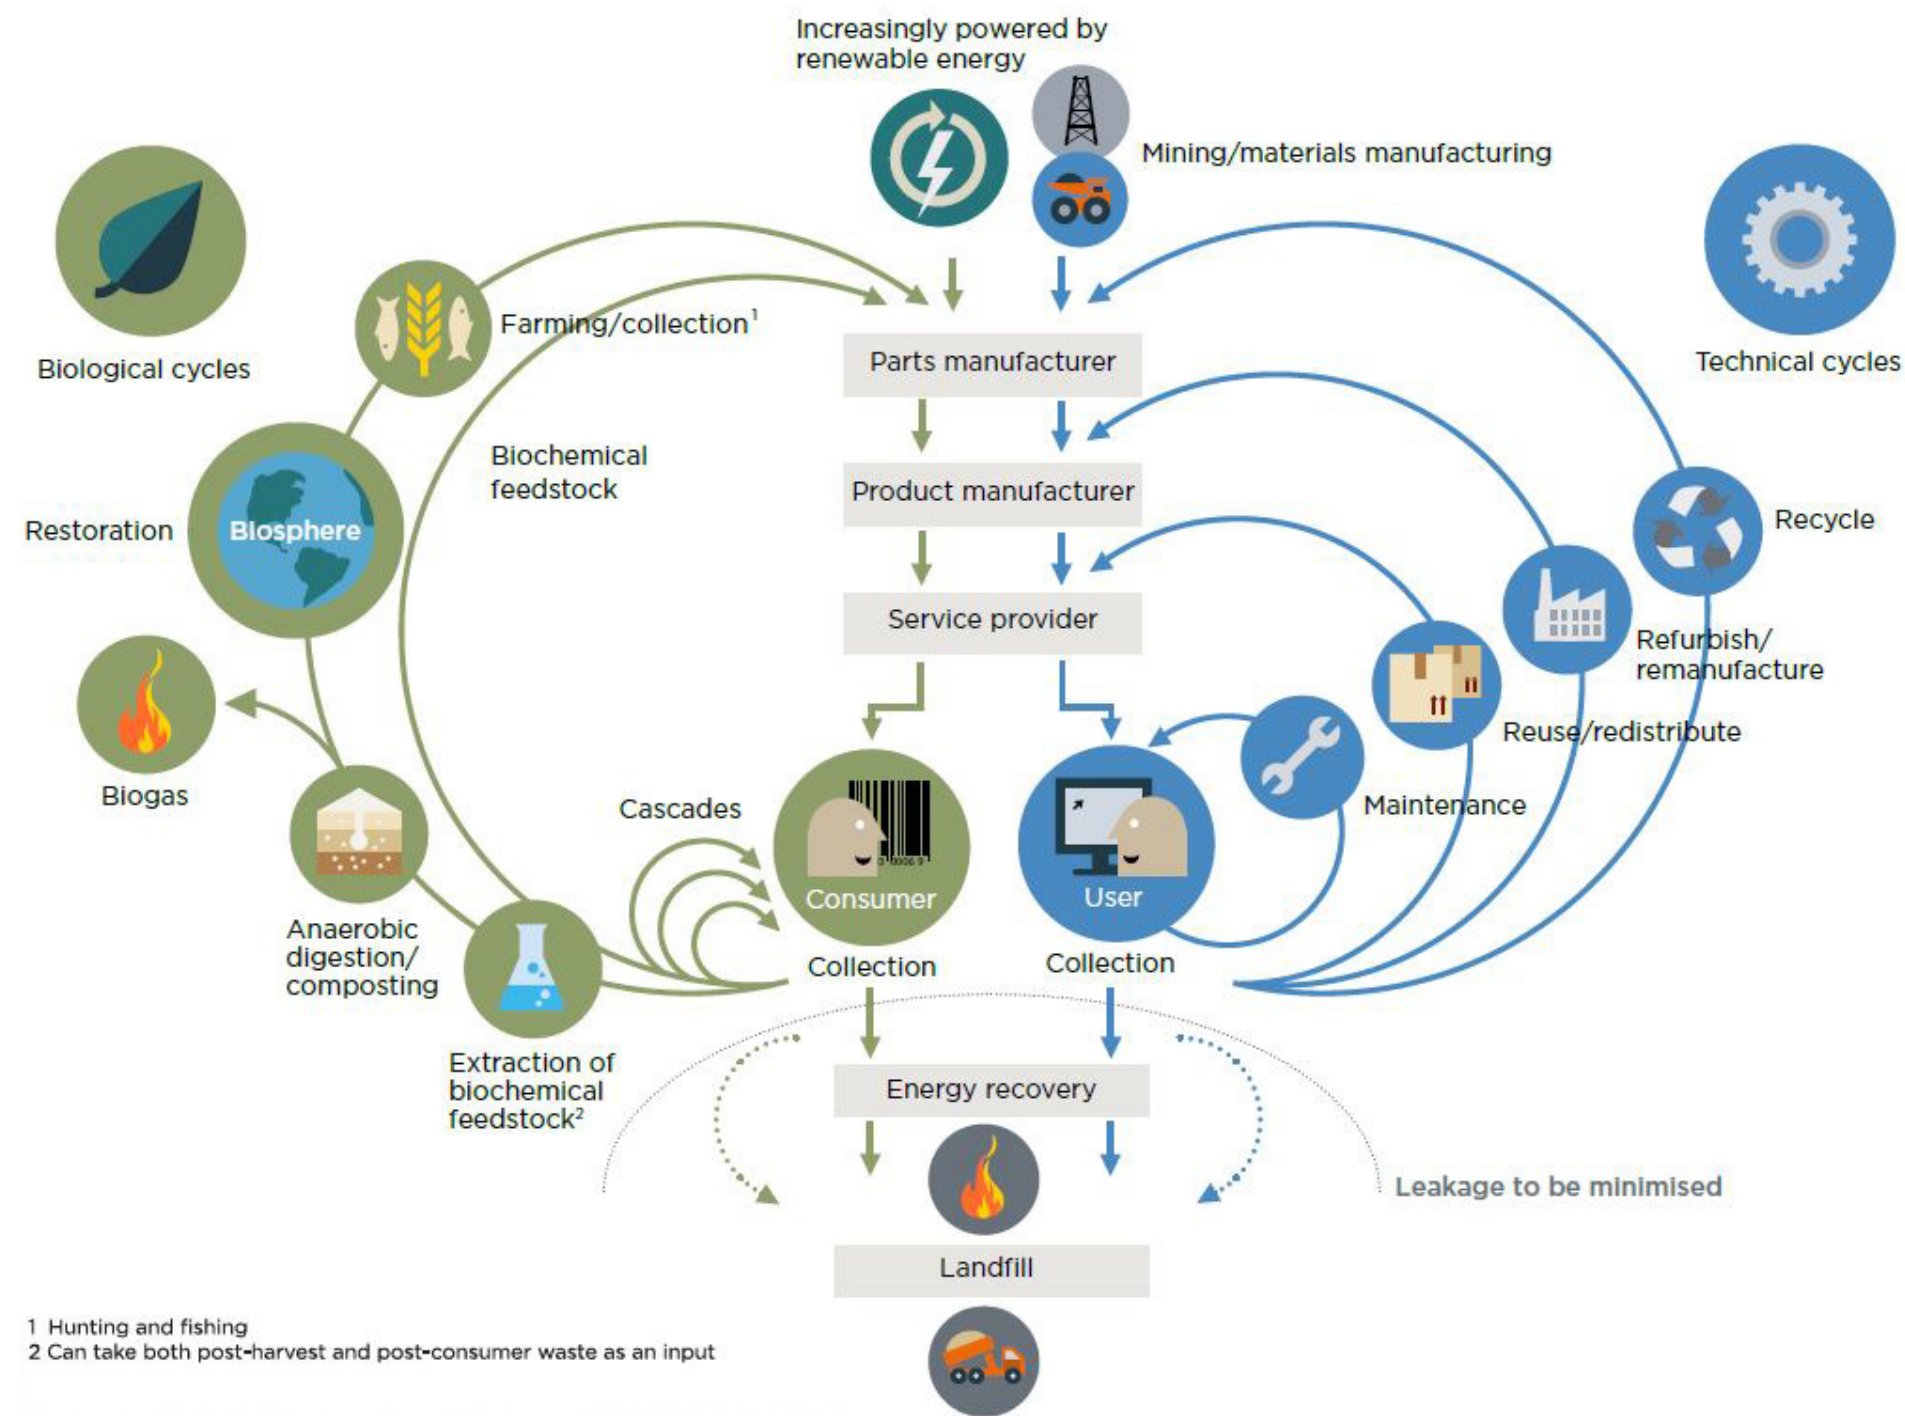 Increasingly powered by
renewable energy
Mining/materials manufacturing
Biological cycles
Farming/collection¹
Parts manufacturer
Technical cycles
Biochemical
feedstock
Product manufacturer
Restoration
Biosphere
Recycle
Service provider
Refurbish/
remanufacture
Reuse/redistribute
Biogas
Cascades
Maintenance
Consumer
User
Anaerobic
digestion/
composting
Collection
Collection
Extraction of
biochemical
feedstock²
Energy recovery
Leakage to be minimised
Landfill
1 Hunting and fishing
2 Can take both post-harvest and post-consumer waste as an input